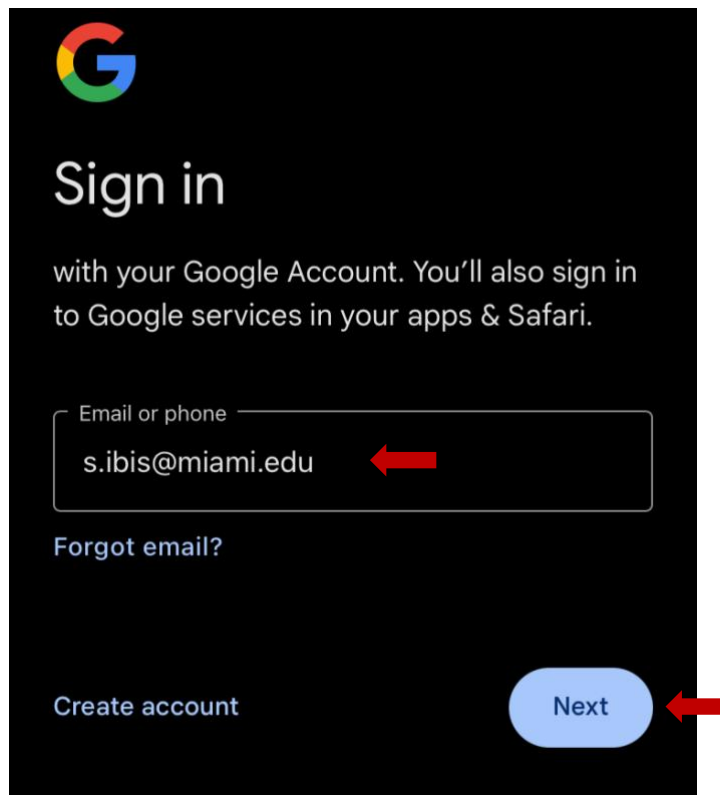 Sign in
with your Google Account. You’ll also sign in
to Google services in your apps & Safari.
Email or phone
s.ibis@miami.edu
Forgot email?
Create account
Next